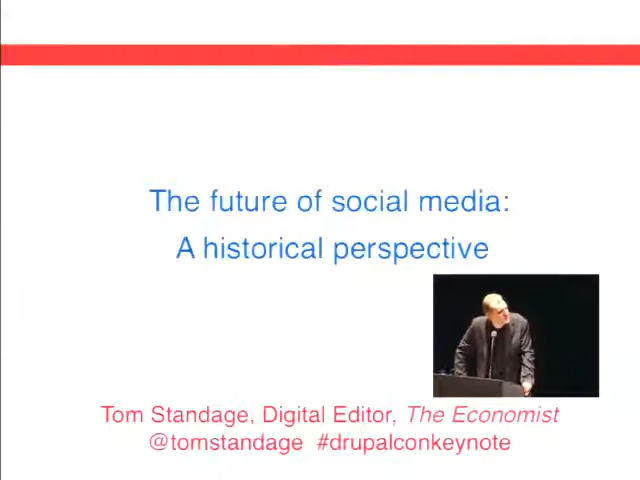 The future of social media:
A historical perspective
Tom Standage, Digital Editor, The Economist
@tomstandage #drupalconkeynote